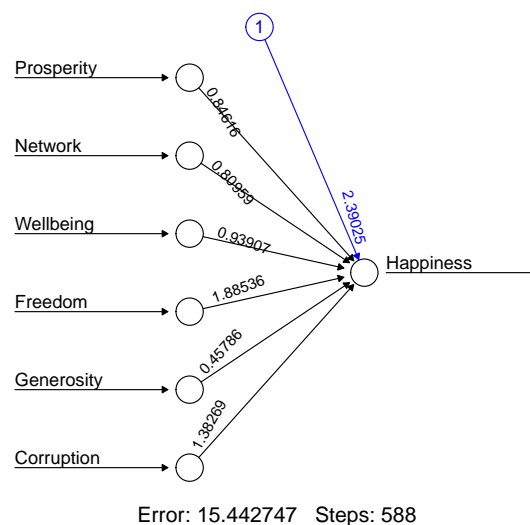 1
Prosperity
0.84616
Network
0.80959
2.39025
Wellbeing
0.93907
Happiness
Freedom
1.88536
Generosity
0.45786
Corruption
1.38269
Error: 15.442747 Steps: 588